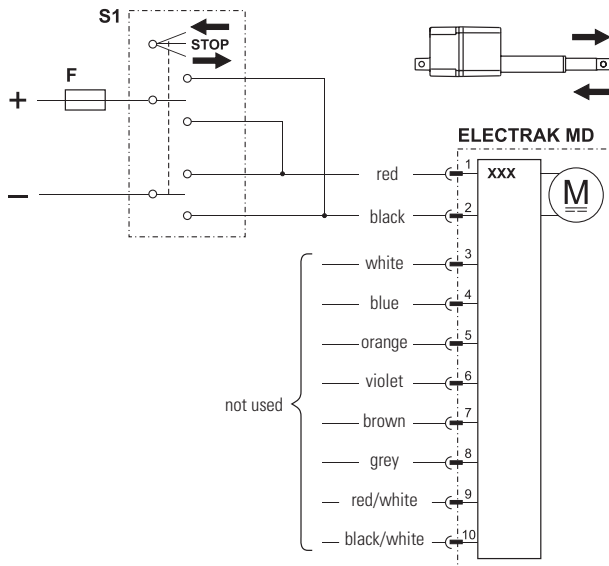 S1
STOP
F
+
–
ELECTRAK MD
XXX
M
red 1
black 2
white 3
blue 4
orange 5
violet 6
not used
brown 7
grey 8
red/white 9
black/white 10